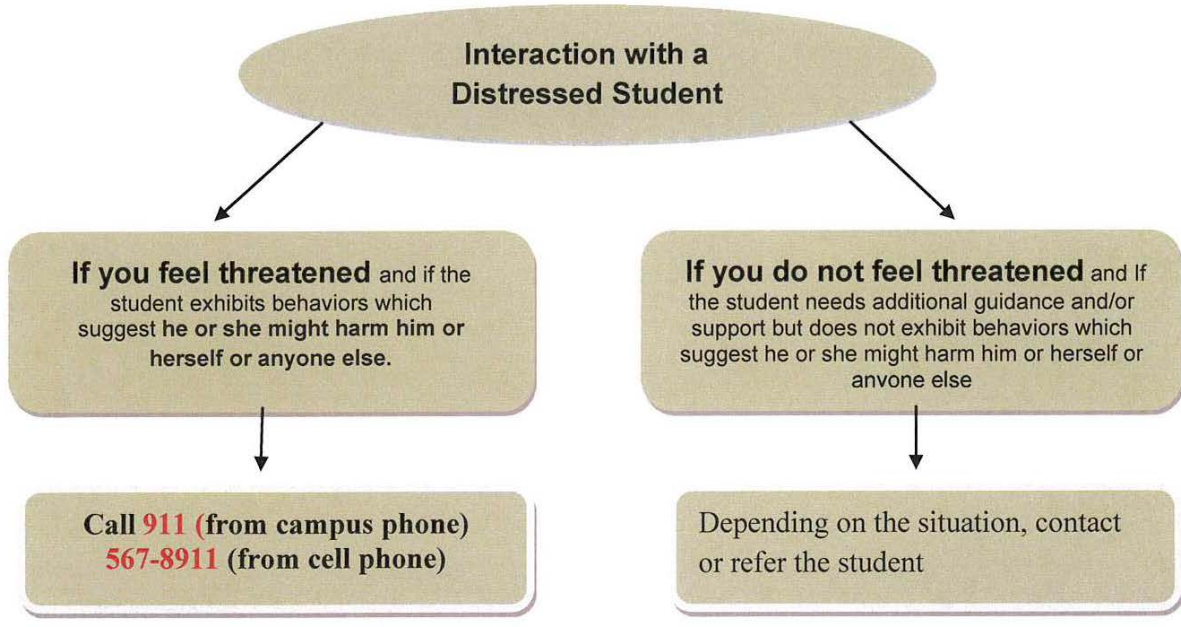 Interaction with a
Distressed Student
If you feel threatened and if the
student exhibits behaviors which
suggest he or she might harm him or
herself or anyone else.
If you do not feel threatened and If
the student needs additional guidance and/or
support but does not exhibit behaviors which
suggest he or she might harm him or herself or
anvone else
Call 911 (from campus phone)
567-8911 (from cell phone)
Depending on the situation, contact
or refer the student